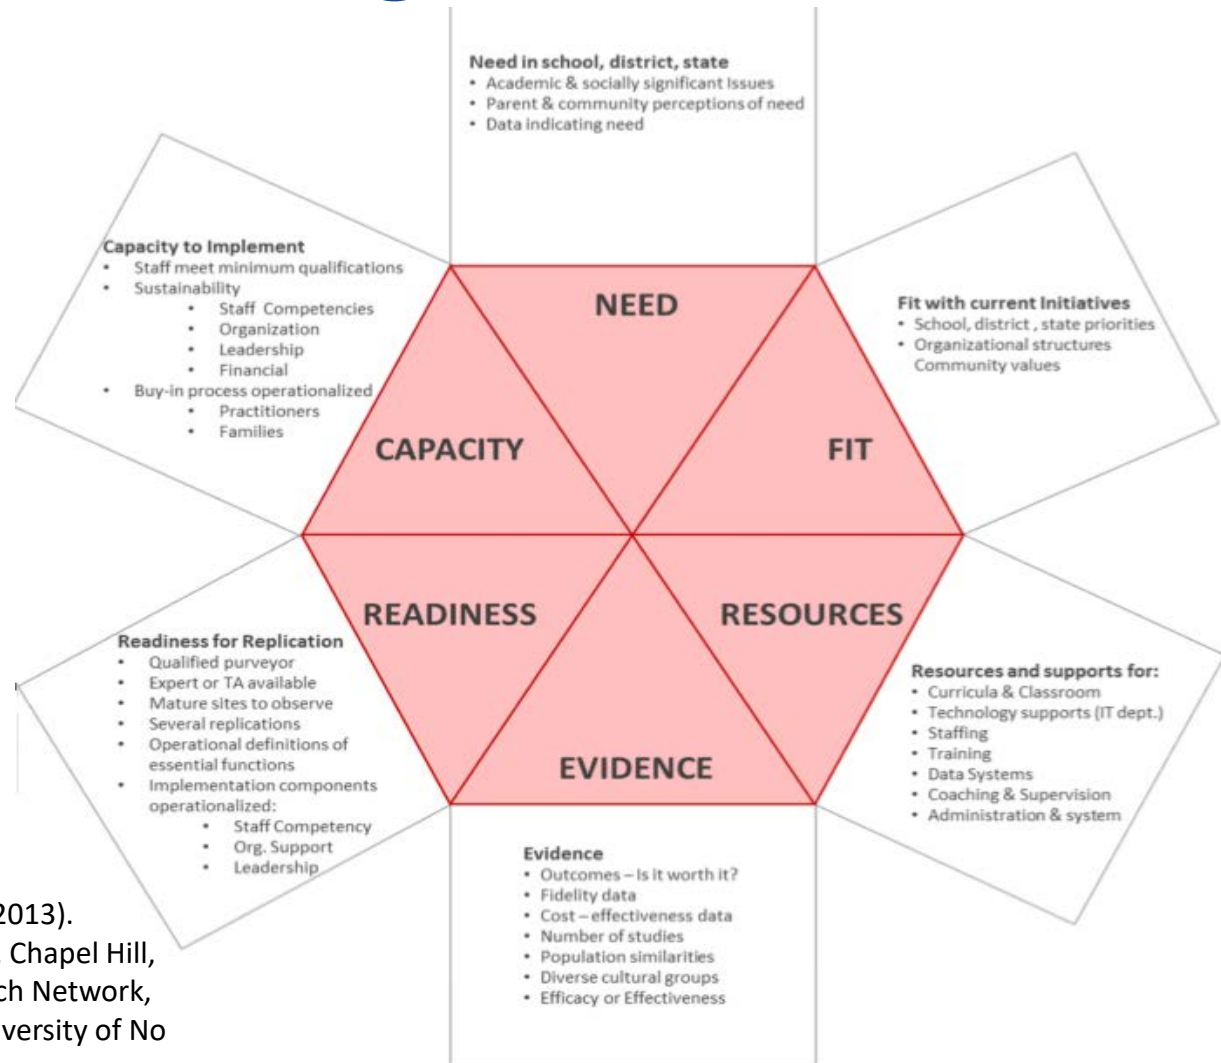 Need in school, district, state
• Academic & socially significant Issues
• Parent & community perceptions of need
• Data indicating need
Capacity to Implement
• Staff meet minimum qualifications
• Sustainability
• Staff Competencies
• Organization
• Leadership
• Financial
• Buy-in process operationalized
• Practitioners
• Families
Fit with current Initiatives
• School, district , state priorities
• Organizational structures
Community values
NEED
CAPACITY
FIT
READINESS
RESOURCES
EVIDENCE
Readiness for Replication
• Qualified purveyor
• Expert or TA available
• Mature sites to observe
• Several replications
• Operational definitions of
essential functions
• Implementation components
operationalized:
• Staff Competency
• Org. Support
• Leadership
Resources and supports for:
• Curricula & Classroom
• Technology supports (IT dept.)
• Staffing
• Training
• Data Systems
• Coaching & Supervision
• Administration & system
Evidence
• Outcomes – Is it worth it?
• Fidelity data
• Cost – effectiveness data
• Number of studies
• Population similarities
• Diverse cultural groups
• Efficacy or Effectiveness
2013).
Chapel Hill,
ch Network,
versity of No